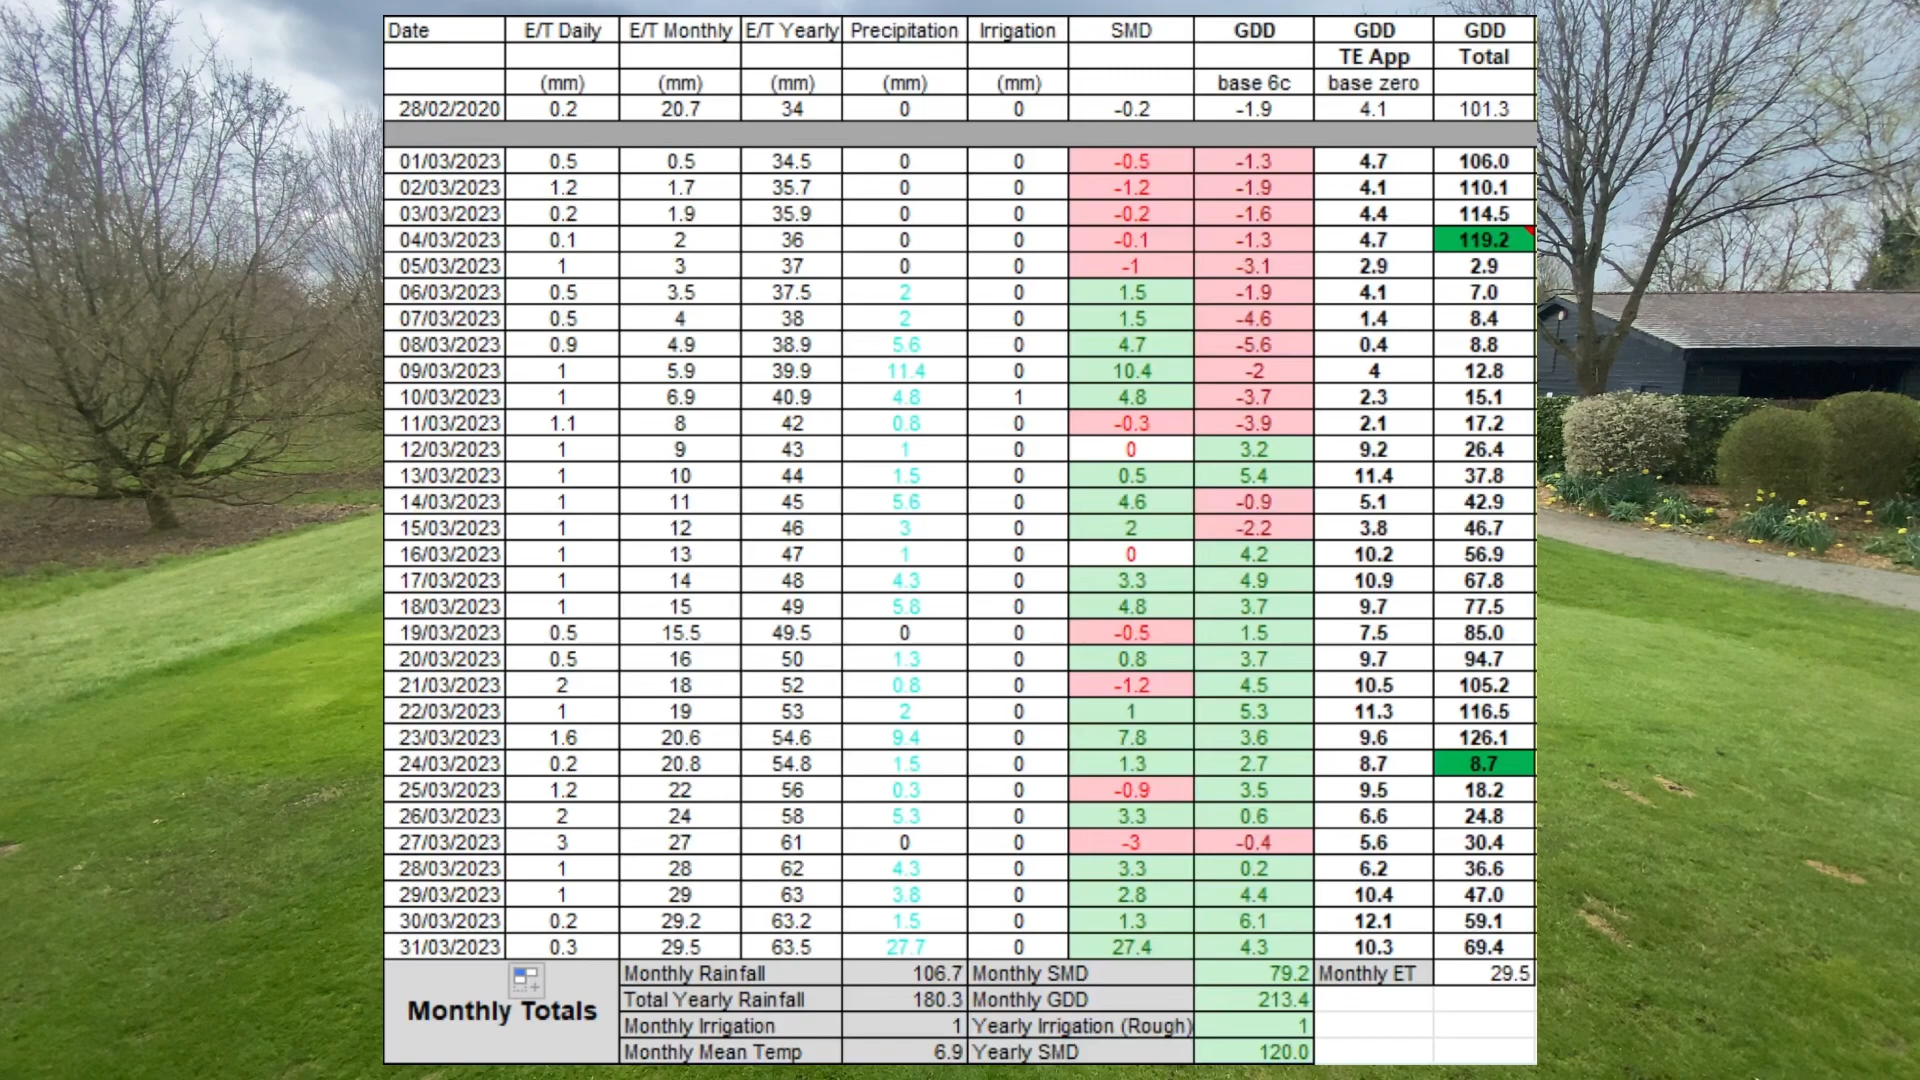 Date E/T Daily E/T Monthly E/T Yearly Precipitation Irrigation SMD GDD GDD GDD
TE App Total
(mm) (mm) (mm) (mm) (mm) base 6c base zero
28/02/2020 0.2 20.7 34 0 0 -0.2 -1.9 4.1 101.3
01/03/2023 0.5 0.5 34.5 0 0 -0.5 -1.3 4.7 106.0
02/03/2023 1.2 1.7 35.7 0 0 -1.2 -1.9 4.1 110.1
03/03/2023 0.2 1.9 35.9 0 0 -0.2 -1.6 4.4 114.5
04/03/2023 0.1 2 36 0 0 -0.1 -1.3 4.7 119.2
05/03/2023 1 3 37 0 0 -1 -3.1 2.9 2.9
06/03/2023 0.5 3.5 37.5 2 0 1.5 -1.9 4.1 7.0
07/03/2023 0.5 4 38 2 0 1.5 -4.6 1.4 8.4
08/03/2023 0.9 4.9 38.9 5.6 0 4.7 -5.6 0.4 8.8
09/03/2023 1 5.9 39.9 11.4 0 10.4 -2 4 12.8
10/03/2023 1 6.9 40.9 4.8 1 4.8 -3.7 2.3 15.1
11/03/2023 1.1 8 42 0.8 0 -0.3 -3.9 2.1 17.2
12/03/2023 1 9 43 1 0 0 3.2 9.2 26.4
13/03/2023 1 10 44 1.5 0 0.5 5.4 11.4 37.8
14/03/2023 1 11 45 5.6 0 4.6 -0.9 5.1 42.9
15/03/2023 1 12 46 3 0 2 -2.2 3.8 46.7
16/03/2023 1 13 47 1 0 0 4.2 10.2 56.9
17/03/2023 1 14 48 4.3 0 3.3 4.9 10.9 67.8
18/03/2023 1 15 49 5.8 0 4.8 3.7 9.7 77.5
19/03/2023 0.5 15.5 49.5 0 0 -0.5 1.5 7.5 85.0
20/03/2023 0.5 16 50 1.3 0 0.8 3.7 9.7 94.7
21/03/2023 2 18 52 0.8 0 -1.2 4.5 10.5 105.2
22/03/2023 1 19 53 2 0 1 5.3 11.3 116.5
23/03/2023 1.6 20.6 54.6 9.4 0 7.8 3.6 9.6 126.1
24/03/2023 0.2 20.8 54.8 1.5 0 1.3 2.7 8.7 8.7
25/03/2023 1.2 22 56 0.3 0 -0.9 3.5 9.5 18.2
26/03/2023 2 24 58 5.3 0 3.3 0.6 6.6 24.8
27/03/2023 3 27 61 0 0 -3 -0.4 5.6 30.4
28/03/2023 1 28 62 4.3 0 3.3 0.2 6.2 36.6
29/03/2023 1 29 63 3.8 0 2.8 4.4 10.4 47.0
30/03/2023 0.2 29.2 63.2 1.5 0 1.3 6.1 12.1 59.1
31/03/2023 0.3 29.5 63.5 27.7 0 27.4 4.3 10.3 69.4
Monthly Totals
Monthly Rainfall 106.7 Monthly SMD 79.2 Monthly ET 29.5
Total Yearly Rainfall 180.3 Monthly GDD 213.4
Monthly Irrigation 1 Yearly Irrigation (Rough) 1
Monthly Mean Temp 6.9 Yearly SMD 120.0